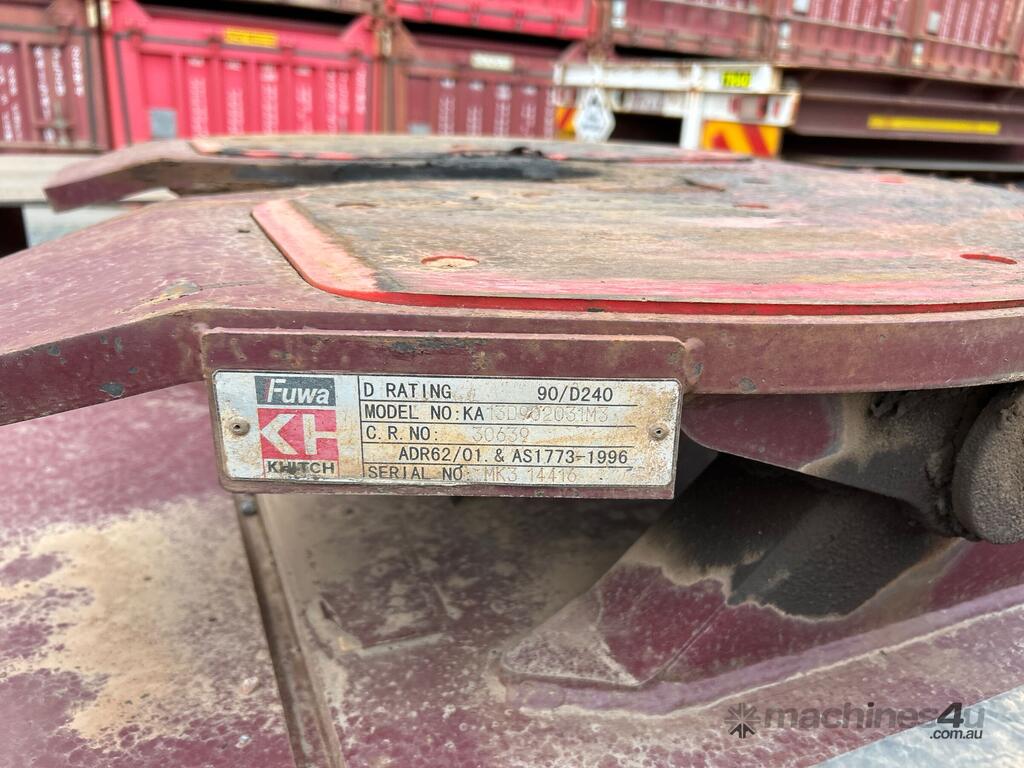 Fuwa
KH
KHITCH
D RATING 90/D240
MODEL NO:KA13D902031M3
C.R.NO: 30639
ADR62/01.& AS1773-1996
SERIAL NO: MK3 14416
machines4u
.com.au